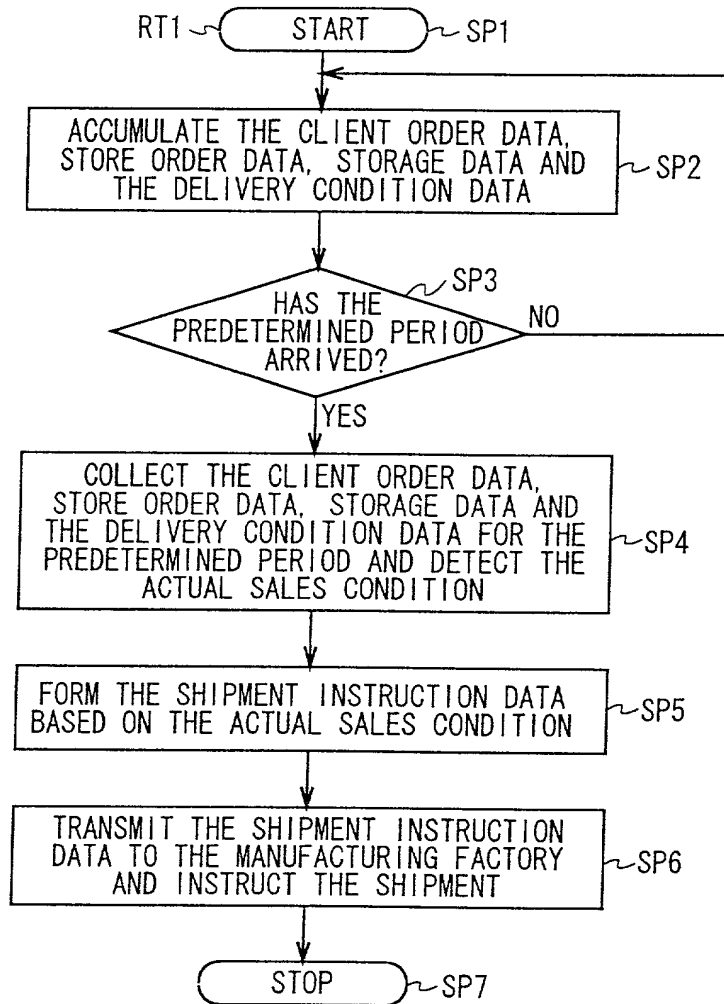 RT1 START SP1
ACCUMULATE THE CLIENT ORDER DATA,
STORE ORDER DATA, STORAGE DATA AND
THE DELIVERY CONDITION DATA
SP2
SP3
HAS THE
PREDETERMINED PERIOD
ARRIVED?
NO
YES
COLLECT THE CLIENT ORDER DATA,
STORE ORDER DATA, STORAGE DATA AND
THE DELIVERY CONDITION DATA FOR THE
PREDETERMINED PERIOD AND DETECT THE
ACTUAL SALES CONDITION
SP4
FORM THE SHIPMENT INSTRUCTION DATA
BASED ON THE ACTUAL SALES CONDITION
SP5
TRANSMIT THE SHIPMENT INSTRUCTION
DATA TO THE MANUFACTURING FACTORY
AND INSTRUCT THE SHIPMENT
SP6
STOP SP7